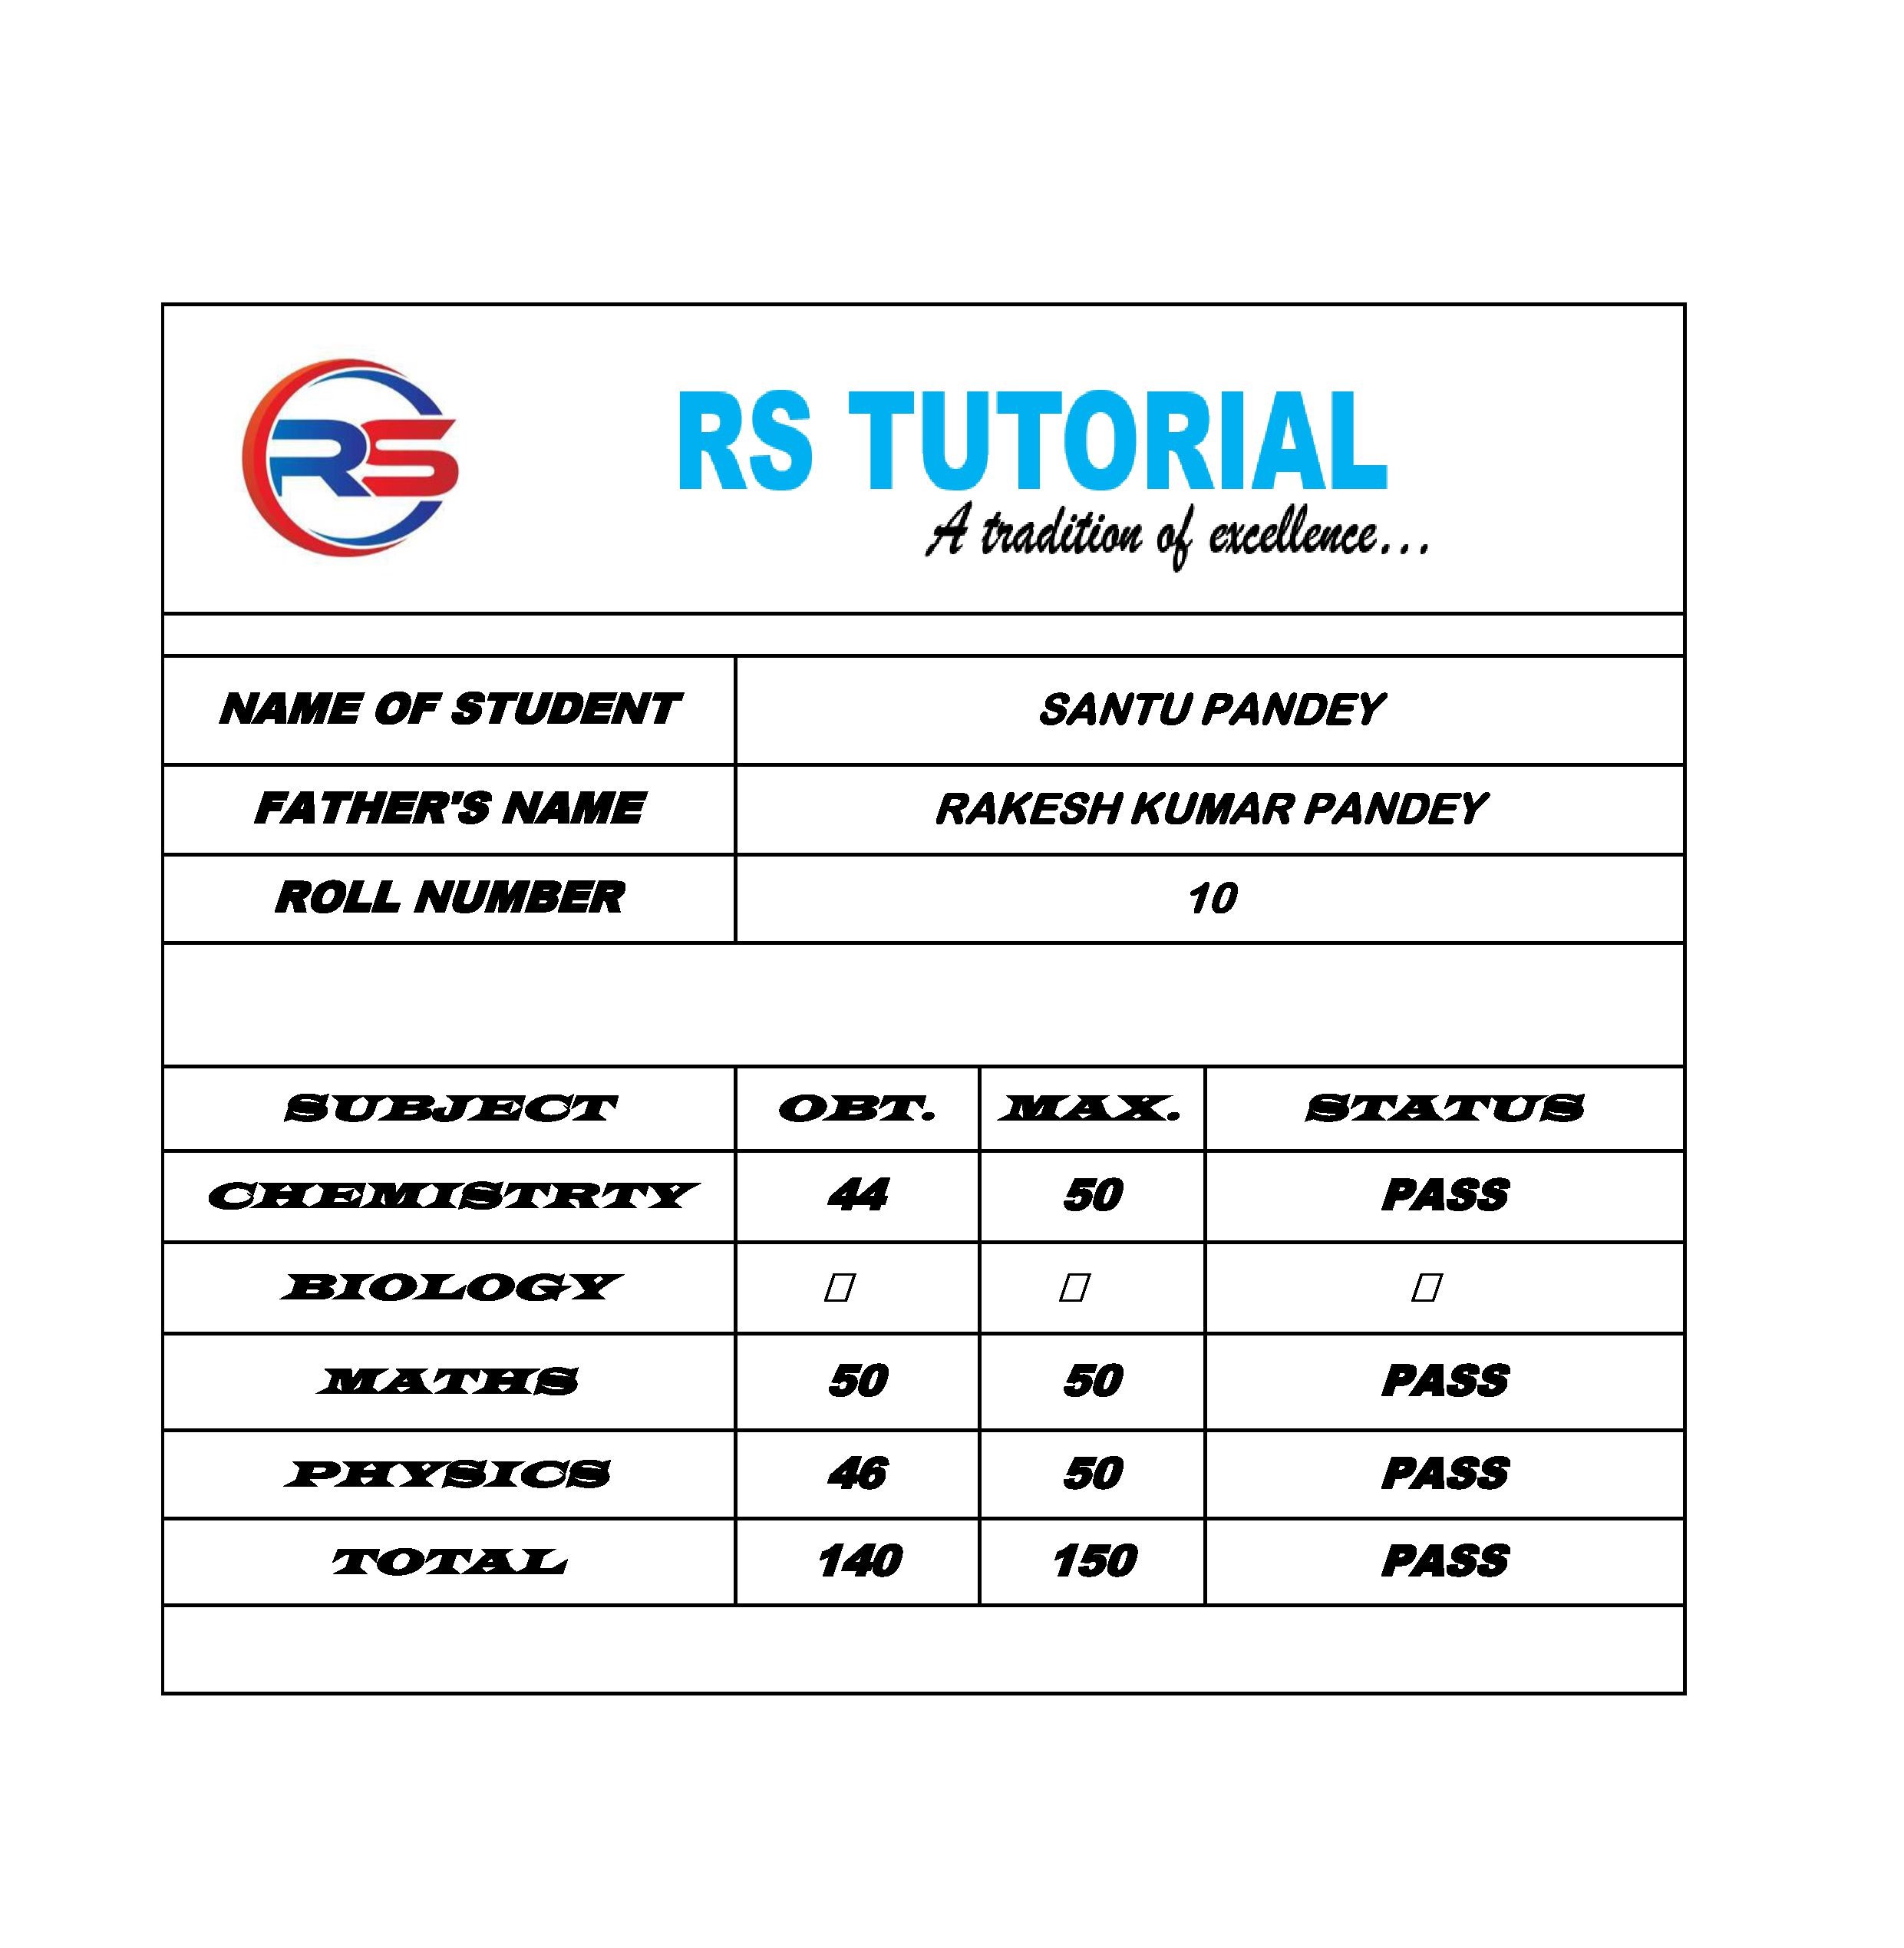 RS
RS TUTORIAL
A tradition of excellence...
NAME OF STUDENT SANTU PANDEY
FATHER'S NAME RAKESH KUMAR PANDEY
ROLL NUMBER 10
SUBJECT OBT. MAX. STATUS
CHEMISTRTY 44 50 PASS
BIOLOGY
MATHS 50 50 PASS
PHYSICS 46 50 PASS
TOTAL 140 150 PASS